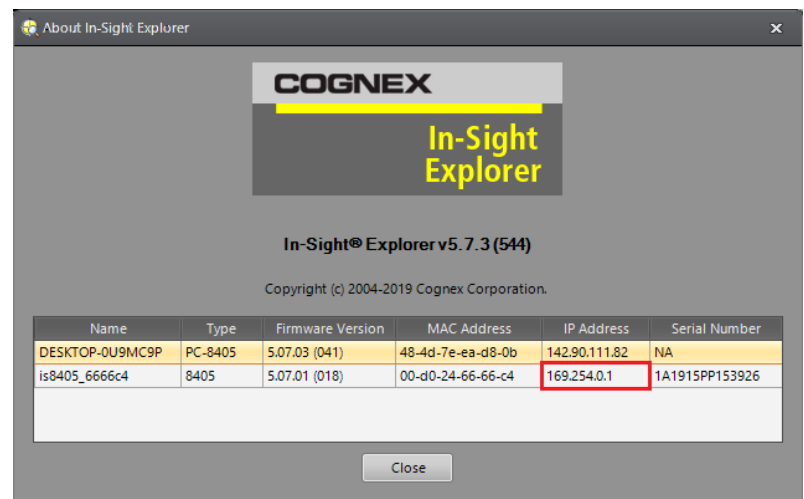 About In-Sight Explorer
COGNEX
In-Sight
Explorer
In-Sight® Explorer v5.7.3 (544)
Copyright (c) 2004-2019 Cognex Corporation.
Name Type Firmware Version MAC Address IP Address Serial Number
DESKTOP-0U9MC9P PC-8405 5.07.03 (041) 48-4d-7e-ea-d8-0b 142.90.111.82 NA
is8405_6666c4 8405 5.07.01 (018) 00-d0-24-66-66-c4 169.254.0.1 1A1915PP153926
Close